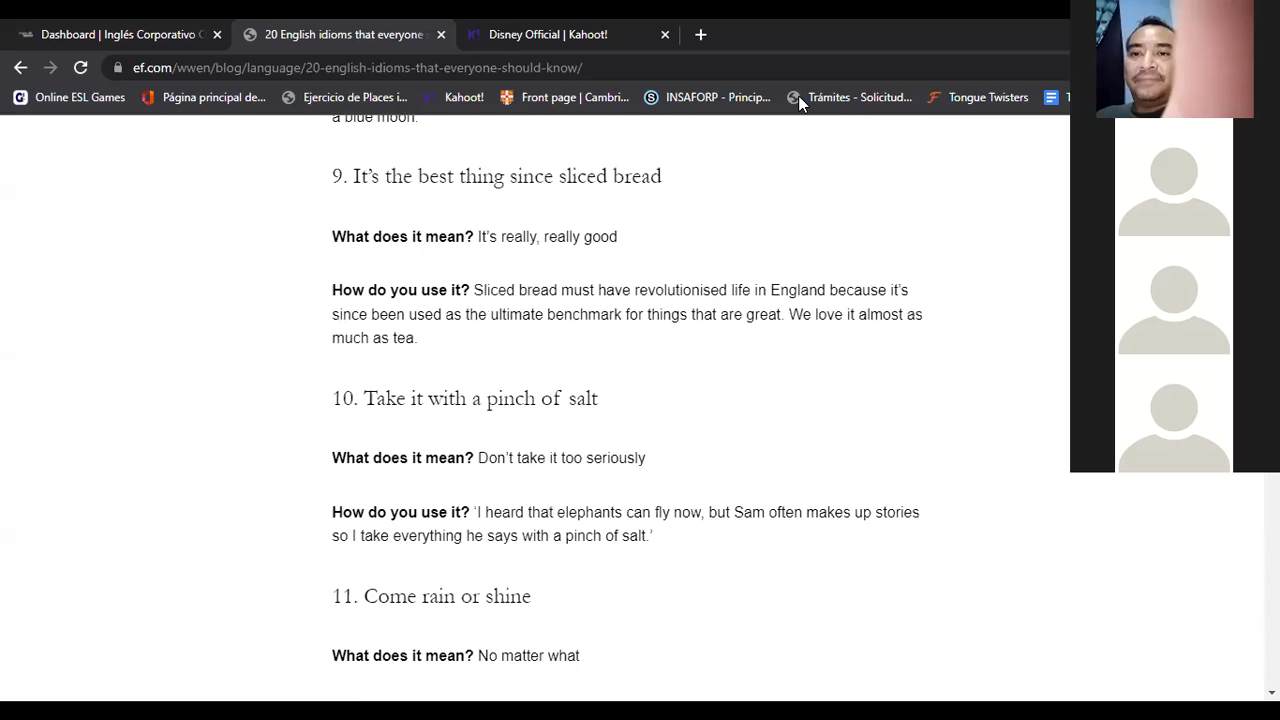 Dashboard | Inglés Corporativo
20 English idioms that everyone
Disney Official | Kahoot!
ef.com/wwen/blog/language/20-english-idioms-that-everyone-should-know/
Online ESL Games
Página principal de...
Ejercicio de Places i...
Kahoot!
Front page | Cambri...
INSAFORP - Princip...
Trámites - Solicitud...
Tongue Twisters
a blue moon.
9. It’s the best thing since sliced bread
What does it mean? It’s really, really good
How do you use it? Sliced bread must have revolutionised life in England because it’s
since been used as the ultimate benchmark for things that are great. We love it almost as
much as tea.
10. Take it with a pinch of salt
What does it mean? Don’t take it too seriously
How do you use it? ‘I heard that elephants can fly now, but Sam often makes up stories
so I take everything he says with a pinch of salt.’
11. Come rain or shine
What does it mean? No matter what